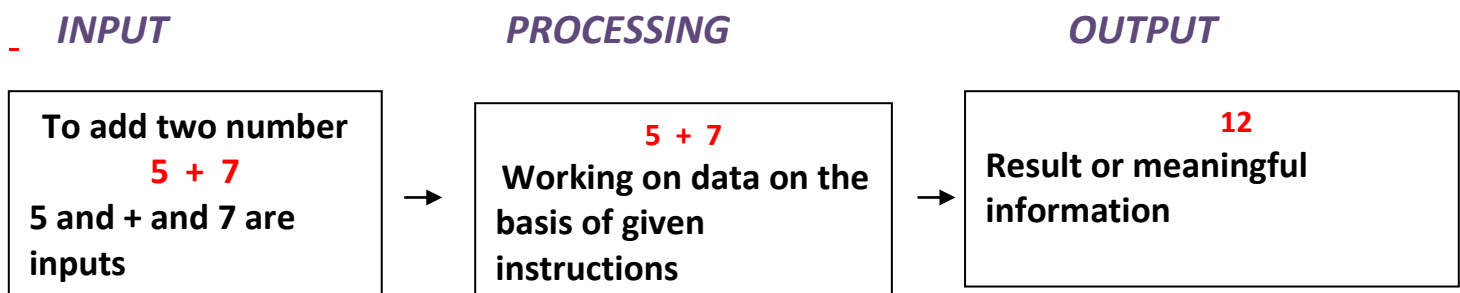 INPUT PROCESSING OUTPUT
To add two number
5 + 7
5 and + and 7 are
inputs
5 + 7
Working on data on the
basis of given
instructions
12
Result or meaningful
information